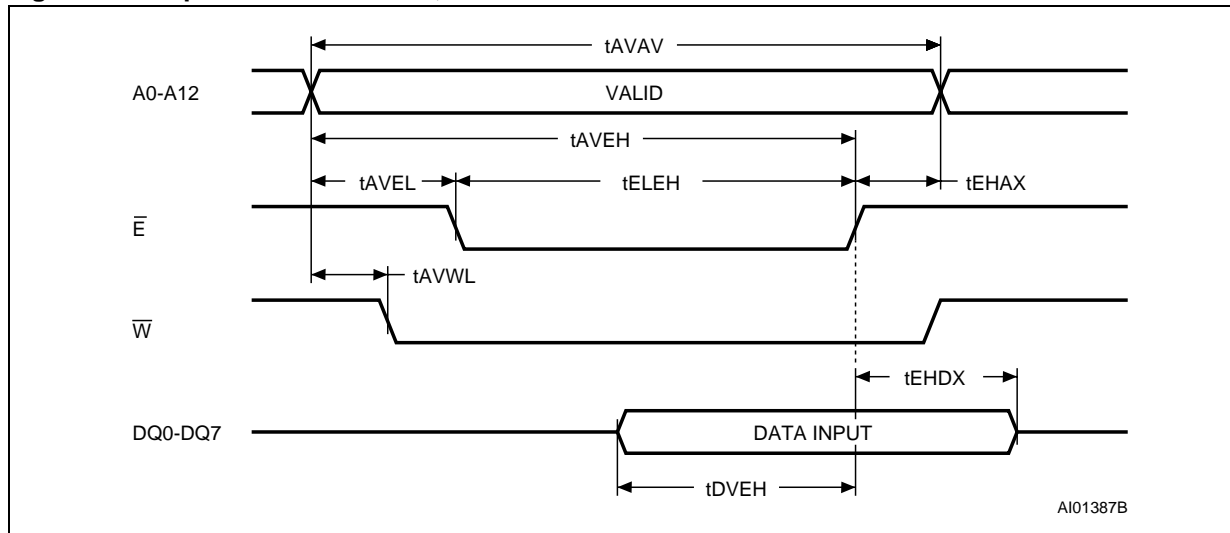 tAVAV
A0-A12
VALID
tAVEH
tAVEL
tELEH
tEHAX
E̅
tAVWL
W̅
tEHDX
DQ0-DQ7
DATA INPUT
tDVEH
AI01387B